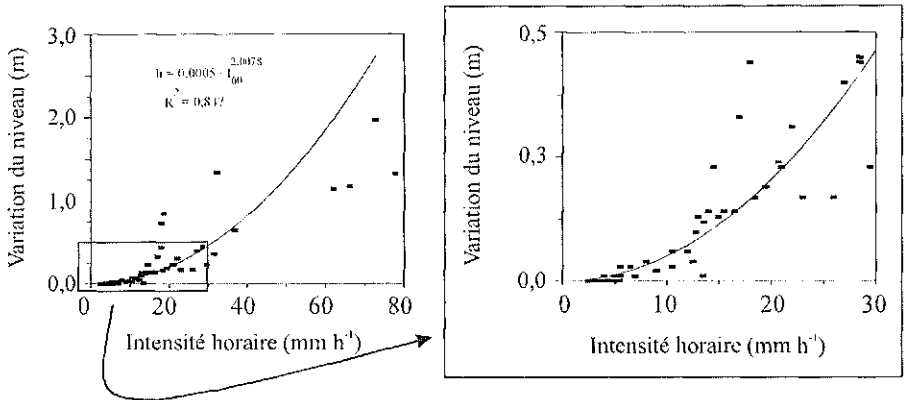 3,0
2,0
1,0
0,0
0 20 40 60 80
Variation du niveau (m)
Intensité horaire (mm h⁻¹)
h = 0,0005 · I₆₀^2,0078
R² =
0,5
0,3
0,0
0 10 20 30
Variation du niveau (m)
Intensité horaire (mm h⁻¹)